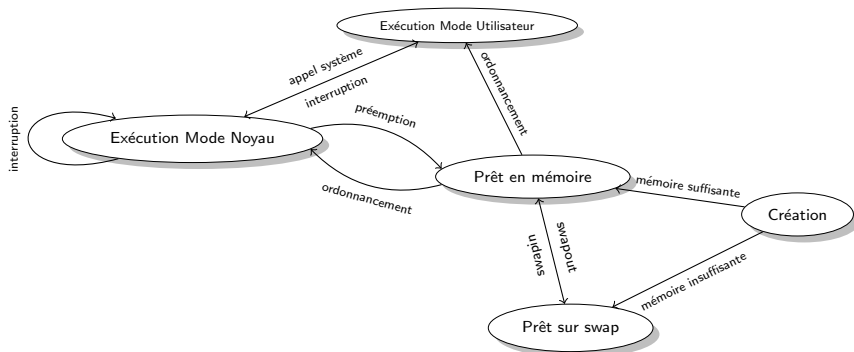 Exécution Mode Utilisateur
appel système
interruption
ordonnancement
interruption
Exécution Mode Noyau
préemption
ordonnancement
Prêt en mémoire
mémoire suffisante
Création
swapin
swapout
mémoire insuffisante
Prêt sur swap